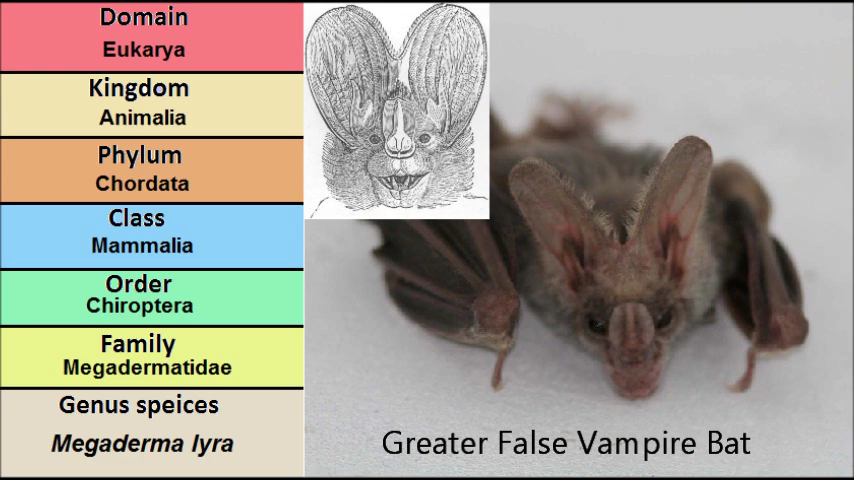 Domain
Eukarya
Kingdom
Animalia
Phylum
Chordata
Class
Mammalia
Order
Chiroptera
Family
Megadermatidae
Genus speices
Megaderma lyra
Greater False Vampire Bat